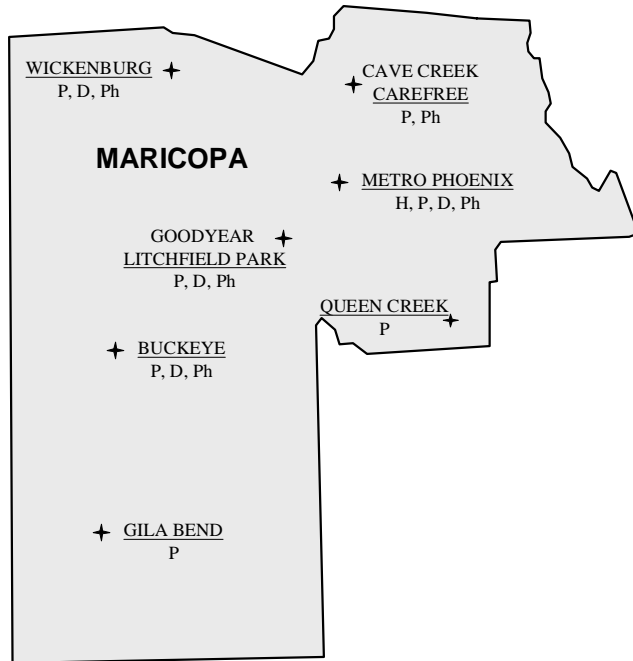 WICKENBURG
P, D, Ph
CAVE CREEK
CAREFREE
P, Ph
MARICOPA
METRO PHOENIX
H, P, D, Ph
GOODYEAR
LITCHFIELD PARK
P, D, Ph
QUEEN CREEK
P
BUCKEYE
P, D, Ph
GILA BEND
P